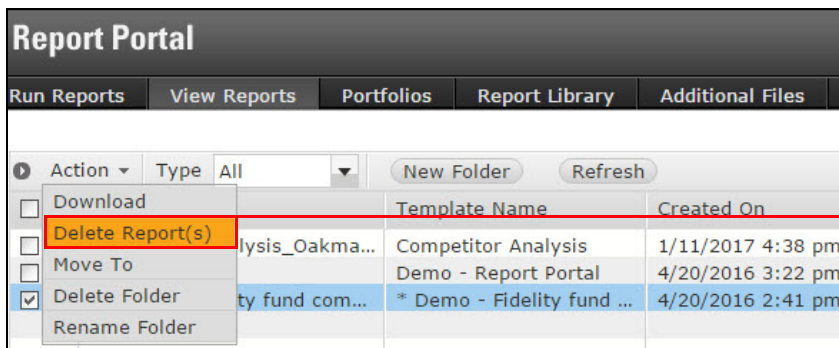 Report Portal
Run Reports View Reports Portfolios Report Library Additional Files
Action Type All New Folder Refresh
Download Template Name Created On
Delete Report(s)
lysis_Oakma... Competitor Analysis 1/11/2017 4:38 pm
Move To Demo - Report Portal 4/20/2016 3:22 pm
Delete Folder ty fund com... * Demo - Fidelity fund ... 4/20/2016 2:41 pm
Rename Folder